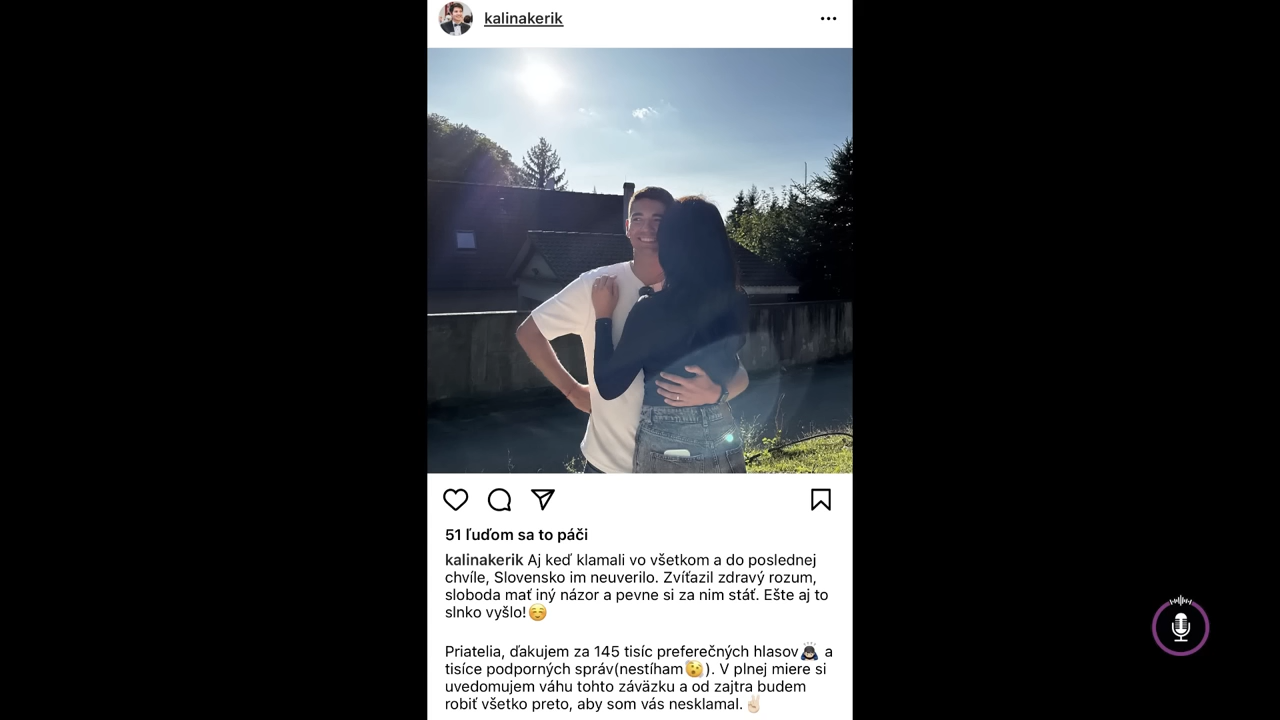 kalinakerik
51 ľuďom sa to páči
kalinakerik Aj keď klamali vo všetkom a do poslednej
chvíle, Slovensko im neuverilo. Zvíťazil zdravý rozum,
sloboda mať iný názor a pevne si za nim stáť. Ešte aj to
slnko vyšlo!☺️
Priatelia, ďakujem za 145 tisíc preferečných hlasov🙇🏻‍♂️ a
tisíce podporných správ(nestíham🫨). V plnej miere si
uvedomujem váhu tohto záväzku a od zajtra budem
robiť všetko preto, aby som vás nesklamal.✌🏻